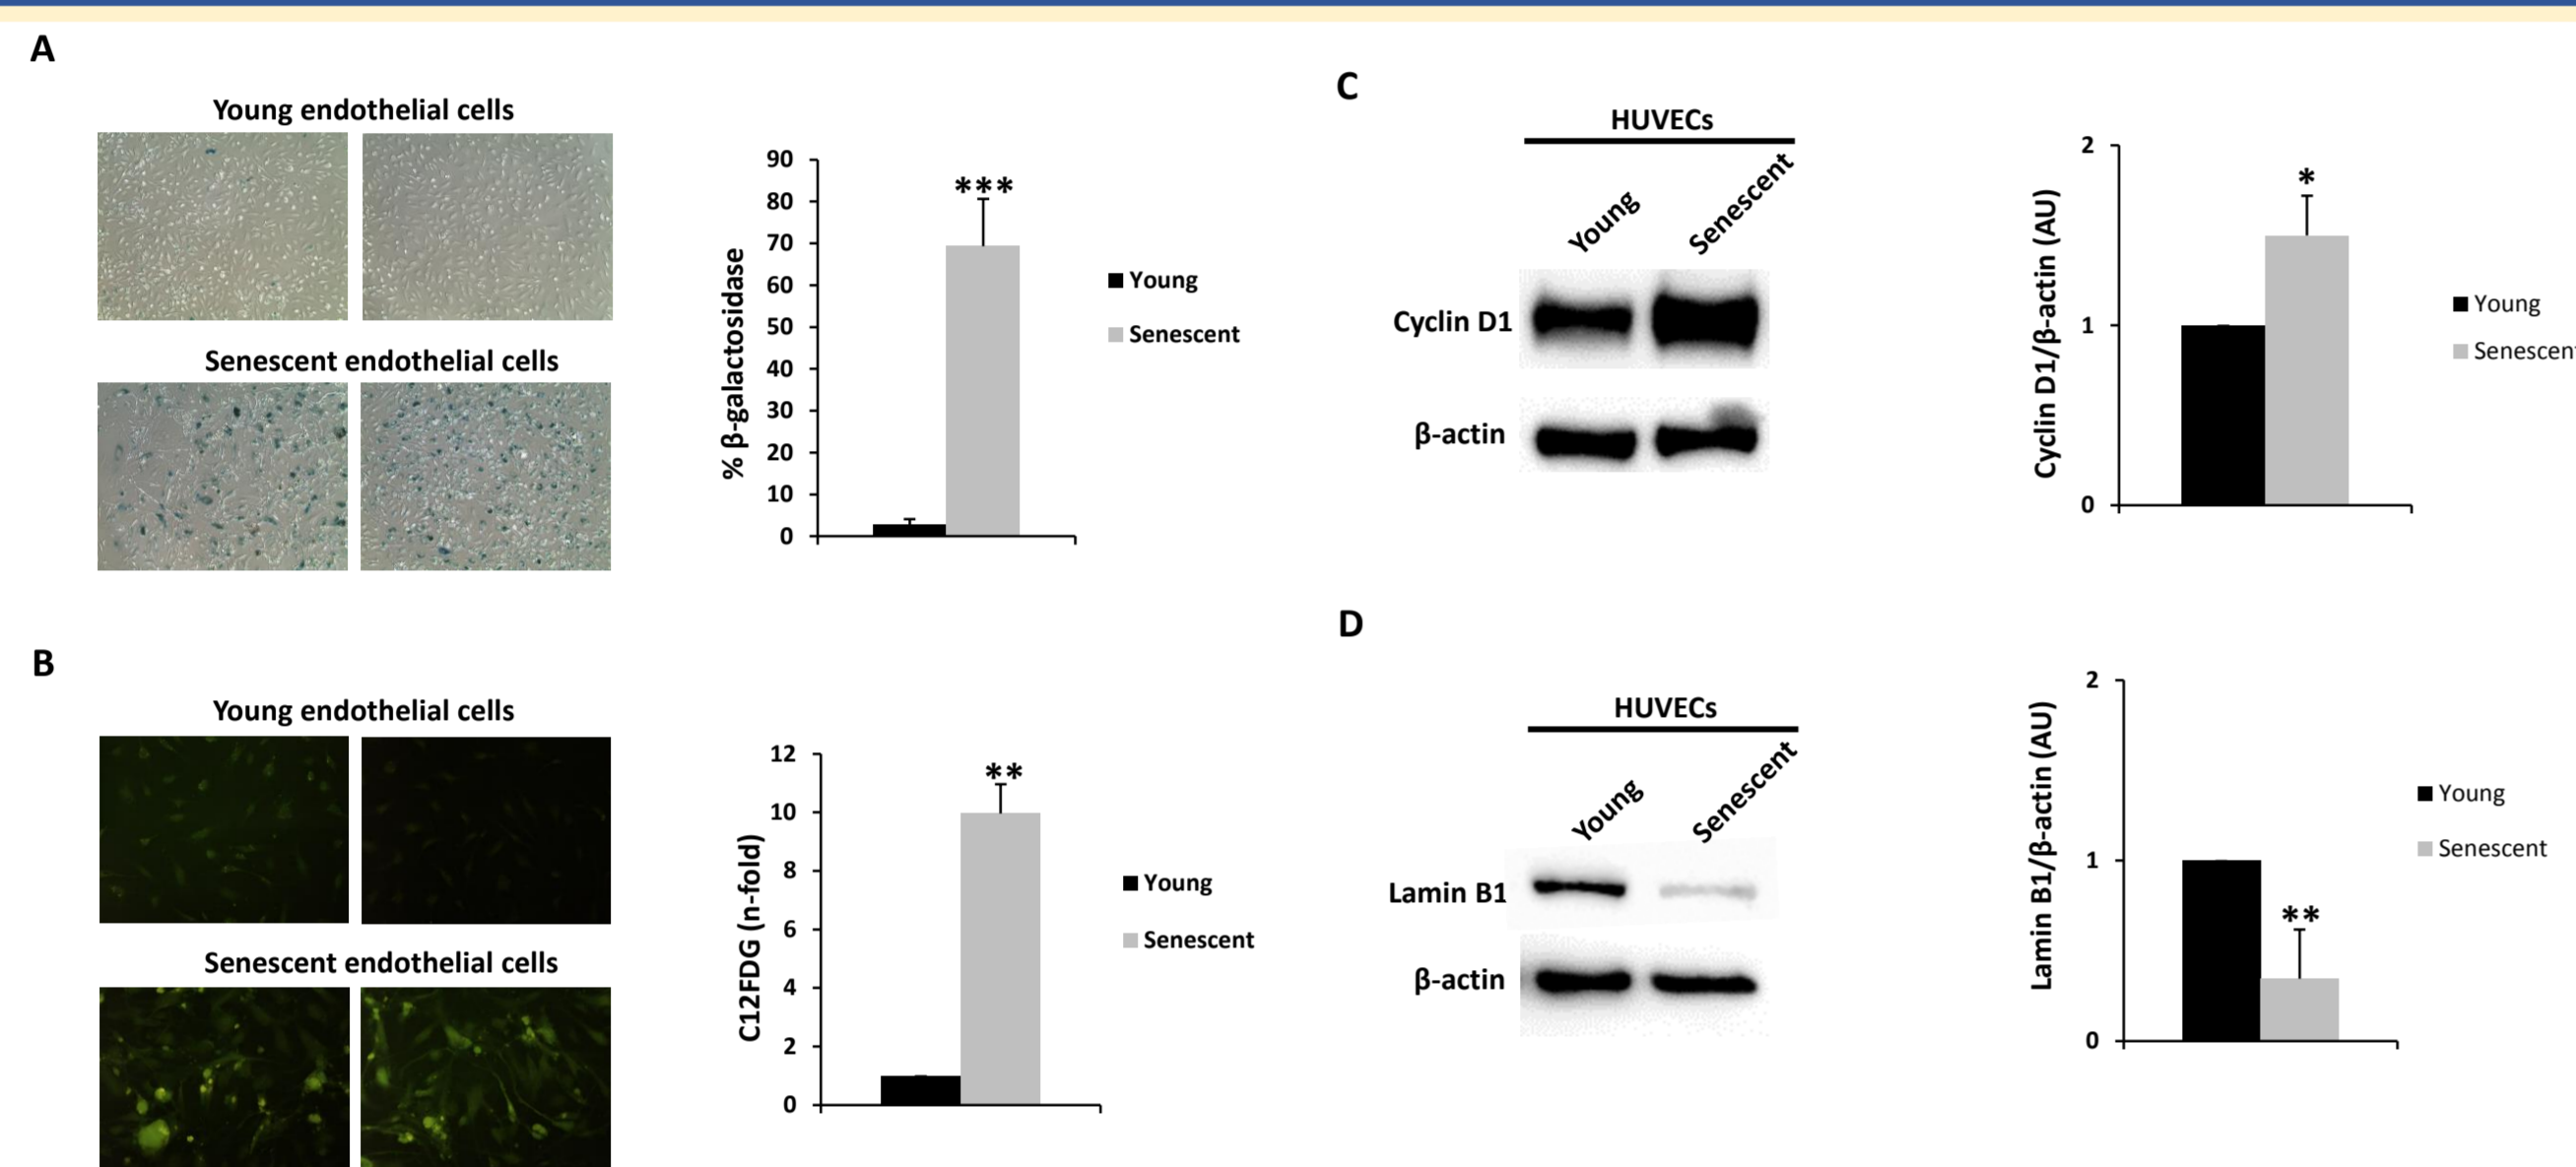 A
Young endothelial cells
Senescent endothelial cells
% β-galactosidase
90
80
70
60
50
40
30
20
10
0
***
Young
Senescent
B
Young endothelial cells
Senescent endothelial cells
C12FDG (n-fold)
12
10
8
6
4
2
0
**
Young
Senescent
C
HUVECs
Young
Senescent
Cyclin D1
β-actin
Cyclin D1/β-actin (AU)
2
1
0
*
Young
Senescent
D
HUVECs
Young
Senescent
Lamin B1
β-actin
Lamin B1/β-actin (AU)
2
1
0
**
Young
Senescent